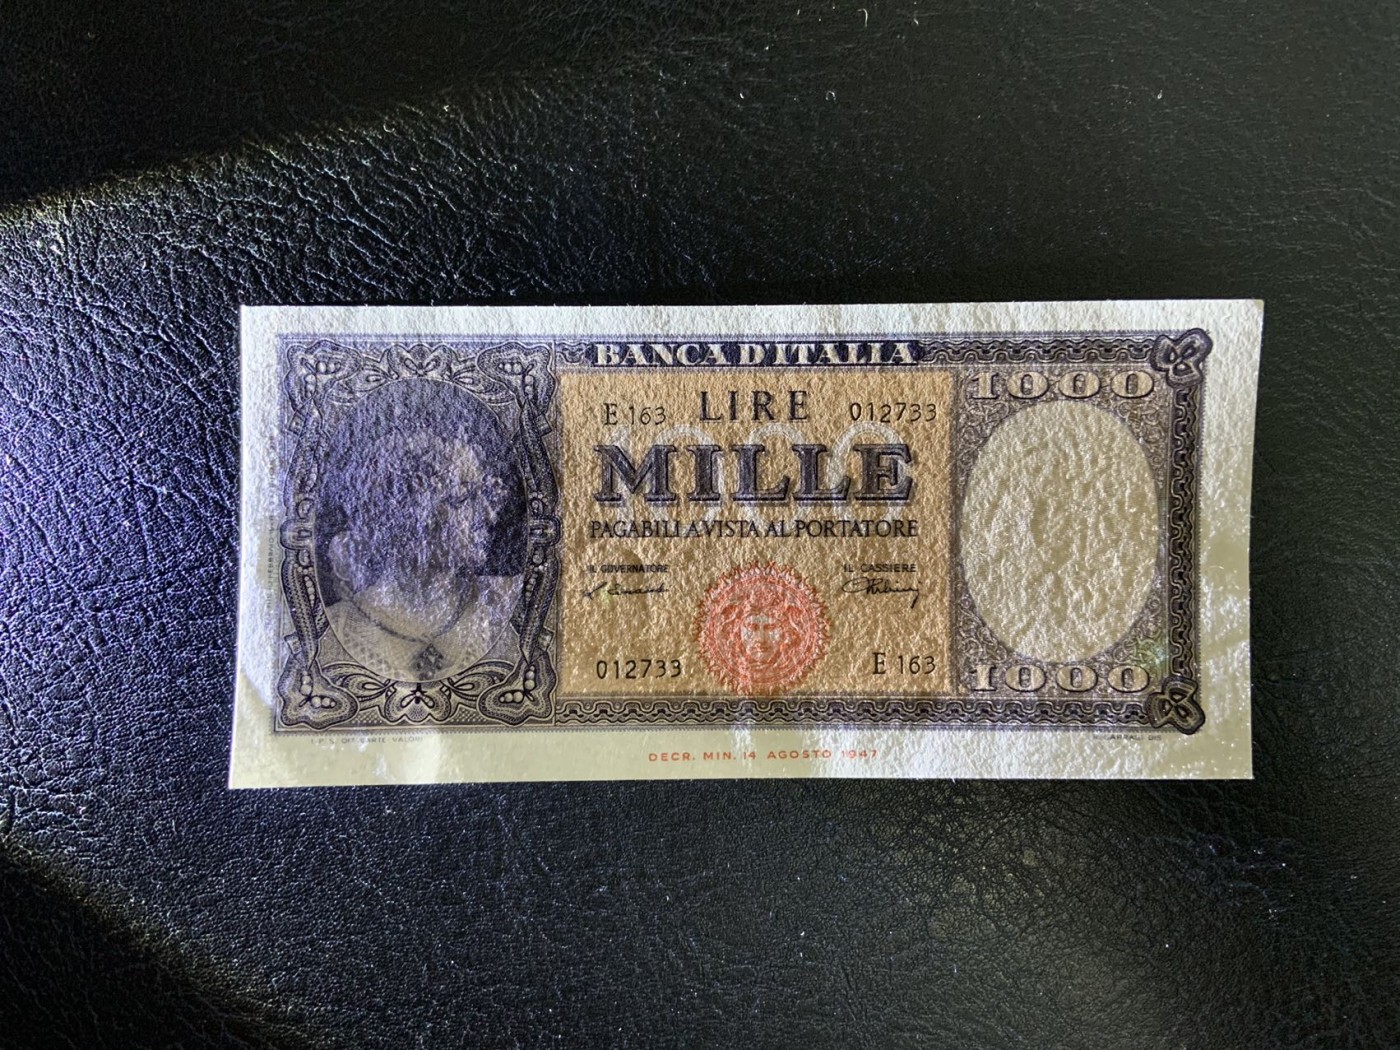 BANCA D'ITALIA
1000
E 163 LIRE 012733
1000
MILLE
PAGABILI A VISTA AL PORTATORE
IL GOVERNATORE
IL CASSIERE
012733
E 163
1000
DECR. MIN. 14 AGOSTO 1947